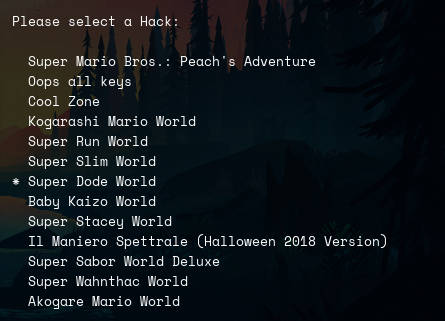 Please select a Hack:
Super Mario Bros.: Peach's Adventure
Oops all keys
Cool Zone
Kogarashi Mario World
Super Run World
Super Slim World
* Super Dode World
Baby Kaizo World
Super Stacey World
Il Maniero Spettrale (Halloween 2018 Version)
Super Sabor World Deluxe
Super Wahnthac World
Akogare Mario World